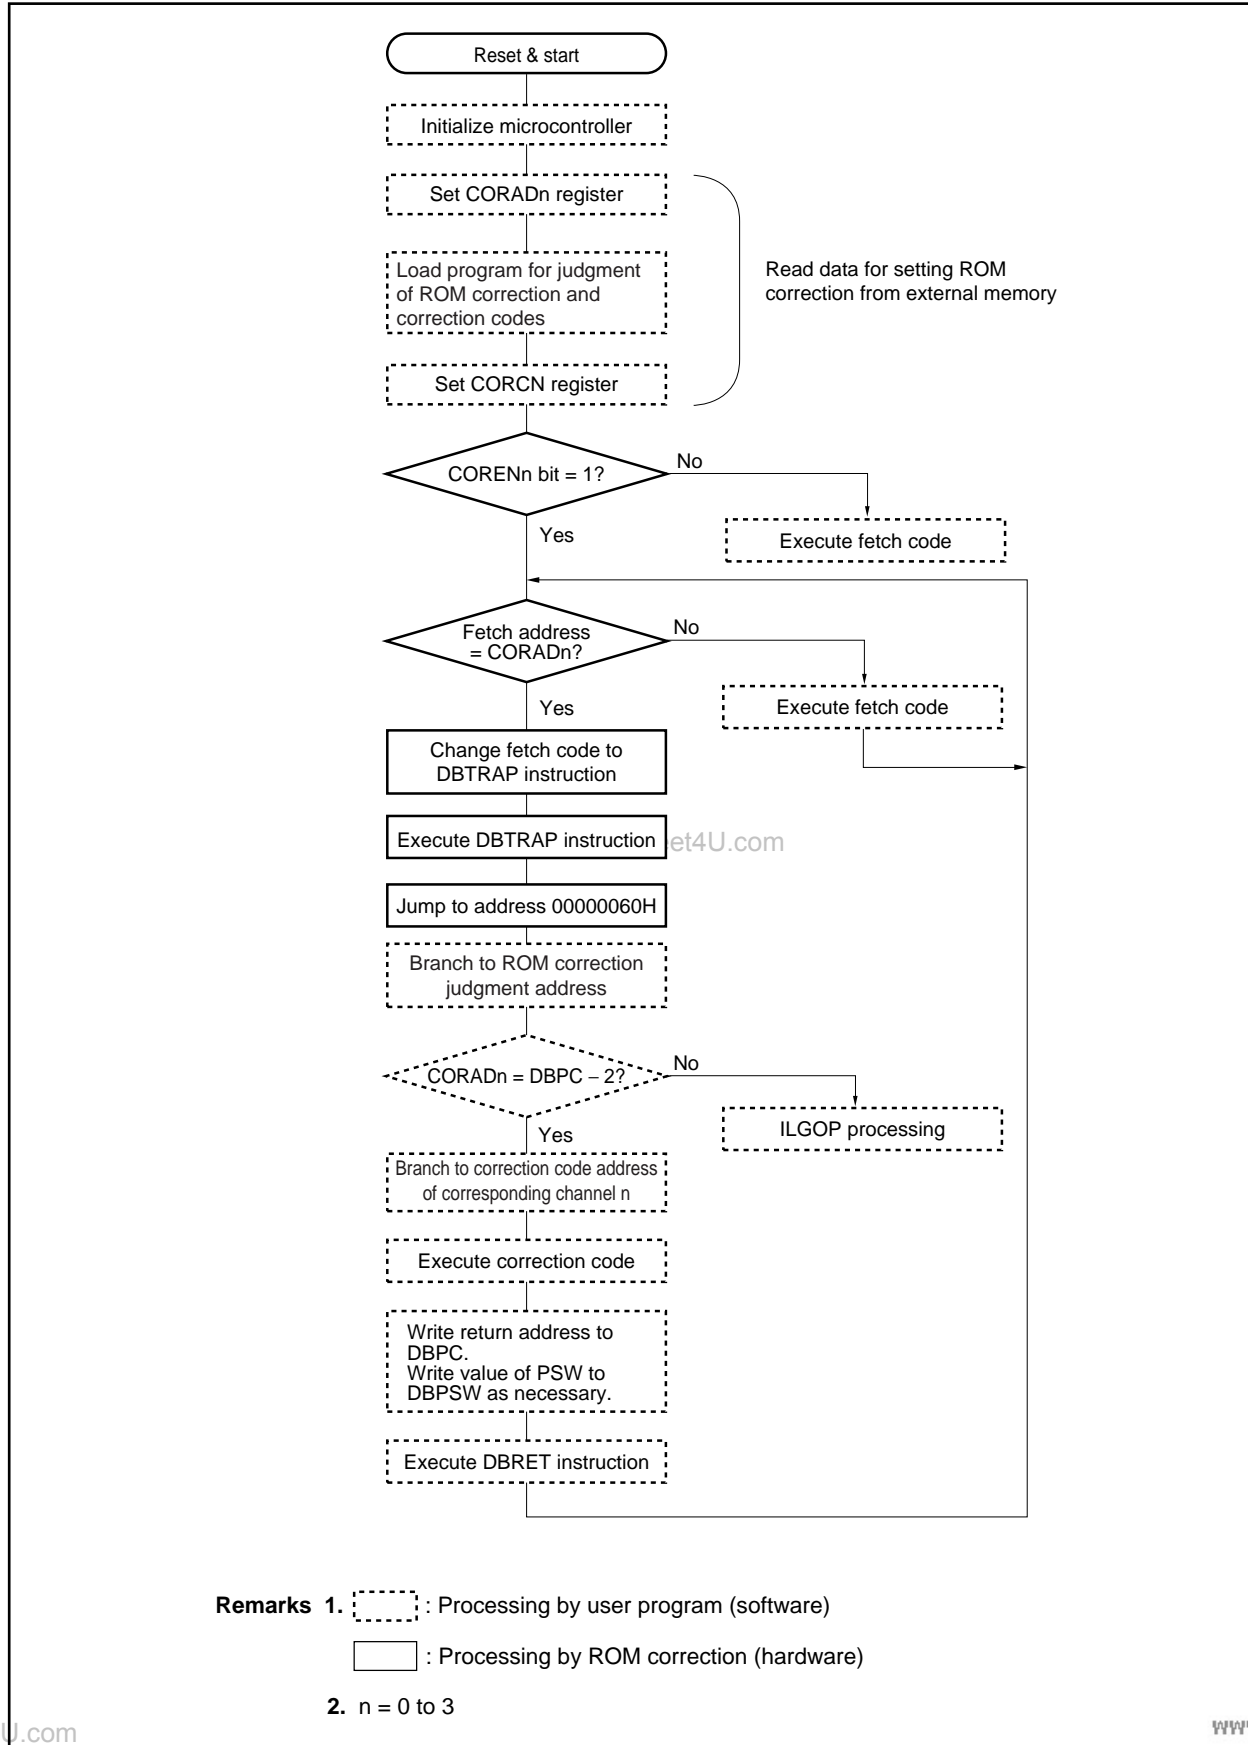 Reset & start
Initialize microcontroller
Set CORADn register
Load program for judgment
of ROM correction and
correction codes
Read data for setting ROM
correction from external memory
Set CORCN register
CORENn bit = 1?
No
Yes
Execute fetch code
Fetch address
= CORADn?
No
Yes
Execute fetch code
Change fetch code to
DBTRAP instruction
Execute DBTRAP instruction
et4U.com
Jump to address 00000060H
Branch to ROM correction
judgment address
CORADn = DBPC – 2?
No
Yes
ILGOP processing
Branch to correction code address
of corresponding channel n
Execute correction code
Write return address to
DBPC.
Write value of PSW to
DBPSW as necessary.
Execute DBRET instruction
Remarks 1. : Processing by user program (software)
: Processing by ROM correction (hardware)
2. n = 0 to 3
U.com